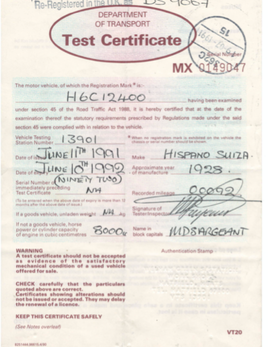 Re-Registered in the U.K.
DS 9067
DEPARTMENT
OF TRANSPORT
Test Certificate
Serial Number
MX 0149047
The motor vehicle, of which the Registration Mark* is:-
HGC12400 having been examined
under section 45 of the Road Traffic Act 1988, it is hereby certified that at the date of the
examination thereof the statutory requirements prescribed by Regulations made under the said
section 45 were complied with in relation to the vehicle.
Vehicle Testing
Station Number 13901
Date of Issue JUNE 11TH 1991
Make HISPANO SUIZA.
JUNE 10TH 1992
(NINETY TWO)
Approximate year
of manufacture 1928.
Serial Number
immediately preceding
Test Certificate NA
Recorded mileage 00092
If a goods vehicle, unladen weight NA kg
Signature of
Tester/Inspector
If not a goods vehicle, horse
power or cylinder capacity
of engine in cubic centimetres 8000c
Name in
block capitals MDSARGEANT
WARNING
A test certificate should not be accepted
as evidence of the satisfactory
mechanical condition of a used vehicle
offered for sale.
Authentication Stamp
CHECK carefully that the particulars
quoted above are correct.
Certificates showing alterations should
not be issued or accepted. They may delay
the renewal of a licence.
KEEP THIS CERTIFICATE SAFELY
(See Notes overleaf)
VT20